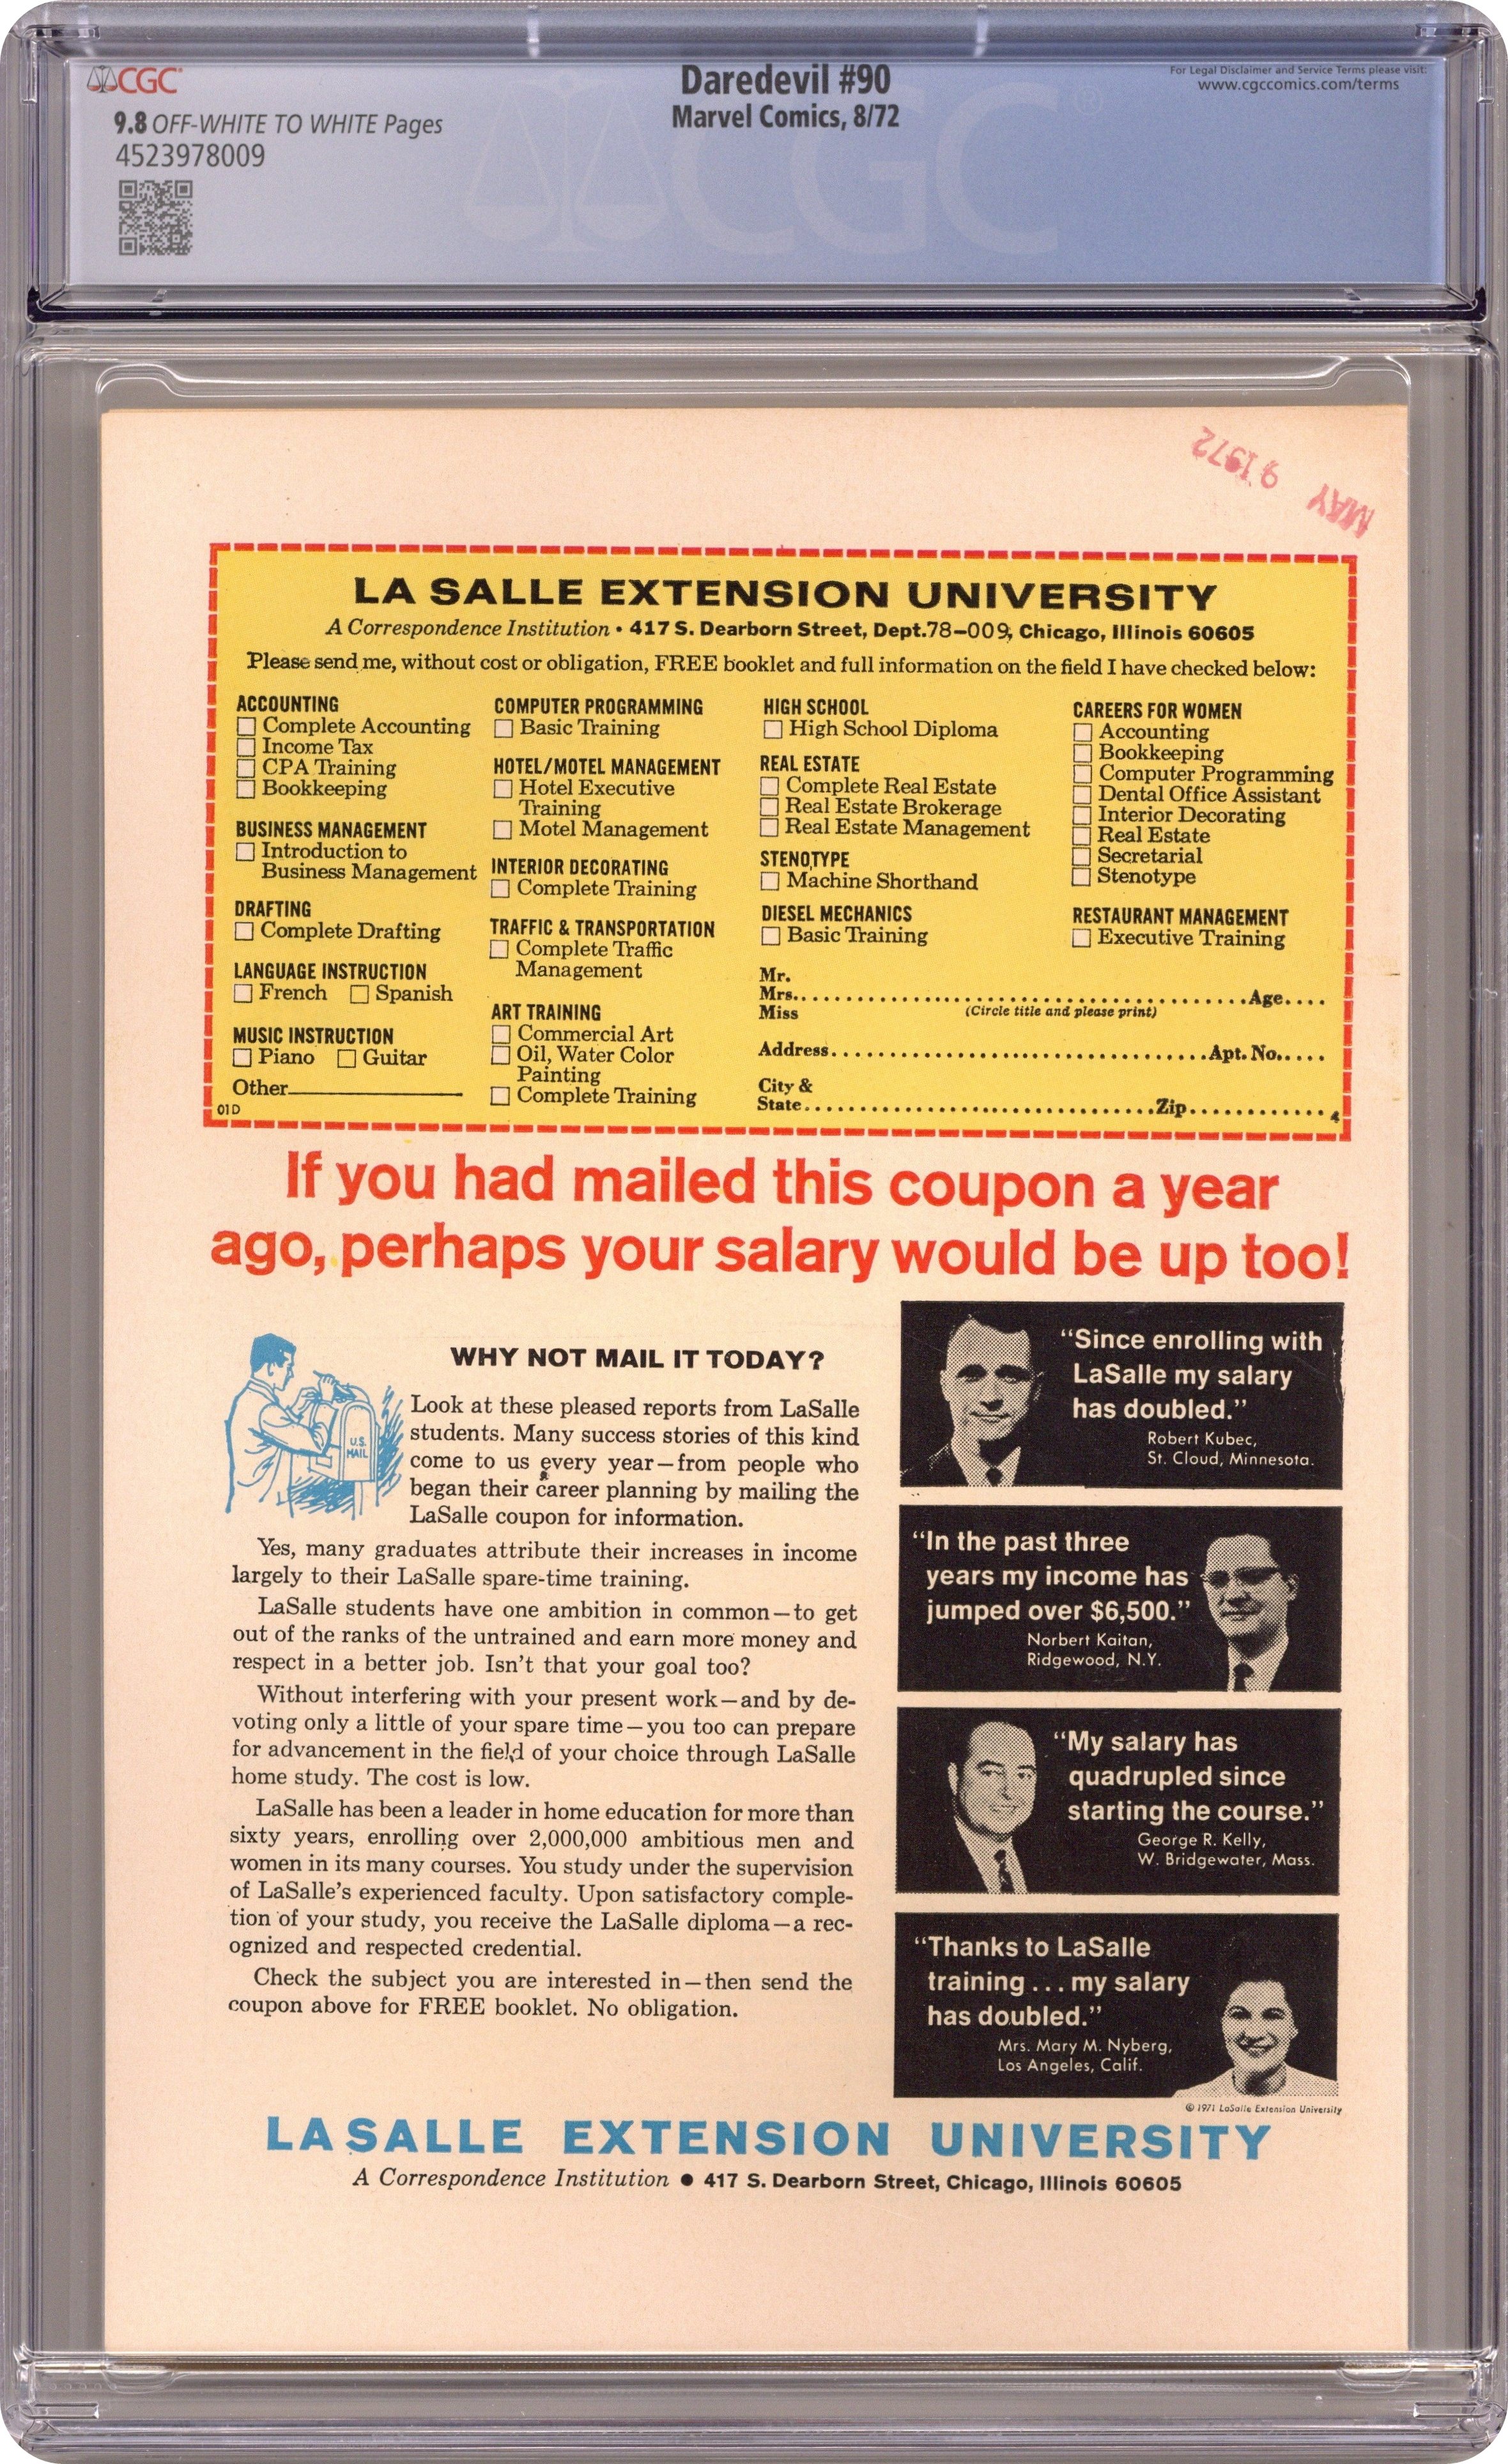 CGC
9.8 OFF-WHITE TO WHITE Pages
4523978009
Daredevil #90
Marvel Comics, 8/72
For Legal Disclaimer and Service Terms please visit:
www.cgccomics.com/terms
CGC
MAY 9 1972
LA SALLE EXTENSION UNIVERSITY
A Correspondence Institution • 417 S. Dearborn Street, Dept.78-009, Chicago, Illinois 60605
Please send me, without cost or obligation, FREE booklet and full information on the field I have checked below:
ACCOUNTING
Complete Accounting
Income Tax
CPA Training
Bookkeeping
BUSINESS MANAGEMENT
Introduction to
Business Management
DRAFTING
Complete Drafting
LANGUAGE INSTRUCTION
French Spanish
MUSIC INSTRUCTION
Piano Guitar
Other
01D
COMPUTER PROGRAMMING
Basic Training
HOTEL/MOTEL MANAGEMENT
Hotel Executive
Training
Motel Management
INTERIOR DECORATING
Complete Training
TRAFFIC & TRANSPORTATION
Complete Traffic
Management
ART TRAINING
Commercial Art
Oil, Water Color
Painting
Complete Training
HIGH SCHOOL
High School Diploma
REAL ESTATE
Complete Real Estate
Real Estate Brokerage
Real Estate Management
STENOTYPE
Machine Shorthand
DIESEL MECHANICS
Basic Training
CAREERS FOR WOMEN
Accounting
Bookkeeping
Computer Programming
Dental Office Assistant
Interior Decorating
Real Estate
Secretarial
Stenotype
RESTAURANT MANAGEMENT
Executive Training
Mr.
Mrs. Age
Miss (Circle title and please print)
Address Apt. No.
City &
State Zip
4
If you had mailed this coupon a year
ago, perhaps your salary would be up too!
U.S.
MAIL
WHY NOT MAIL IT TODAY?
Look at these pleased reports from LaSalle
students. Many success stories of this kind
come to us every year—from people who
began their career planning by mailing the
LaSalle coupon for information.
Yes, many graduates attribute their increases in income
largely to their LaSalle spare-time training.
LaSalle students have one ambition in common—to get
out of the ranks of the untrained and earn more money and
respect in a better job. Isn't that your goal too?
Without interfering with your present work—and by de-
voting only a little of your spare time—you too can prepare
for advancement in the field of your choice through LaSalle
home study. The cost is low.
LaSalle has been a leader in home education for more than
sixty years, enrolling over 2,000,000 ambitious men and
women in its many courses. You study under the supervision
of LaSalle's experienced faculty. Upon satisfactory comple-
tion of your study, you receive the LaSalle diploma—a rec-
ognized and respected credential.
Check the subject you are interested in—then send the
coupon above for FREE booklet. No obligation.
"Since enrolling with
LaSalle my salary
has doubled."
Robert Kubec,
St. Cloud, Minnesota.
"In the past three
years my income has
jumped over $6,500."
Norbert Kaitan,
Ridgewood, N.Y.
"My salary has
quadrupled since
starting the course."
George R. Kelly,
W. Bridgewater, Mass.
"Thanks to LaSalle
training . . . my salary
has doubled."
Mrs. Mary M. Nyberg,
Los Angeles, Calif.
© 1971 LaSalle Extension University
LASALLE EXTENSION UNIVERSITY
A Correspondence Institution ● 417 S. Dearborn Street, Chicago, Illinois 60605